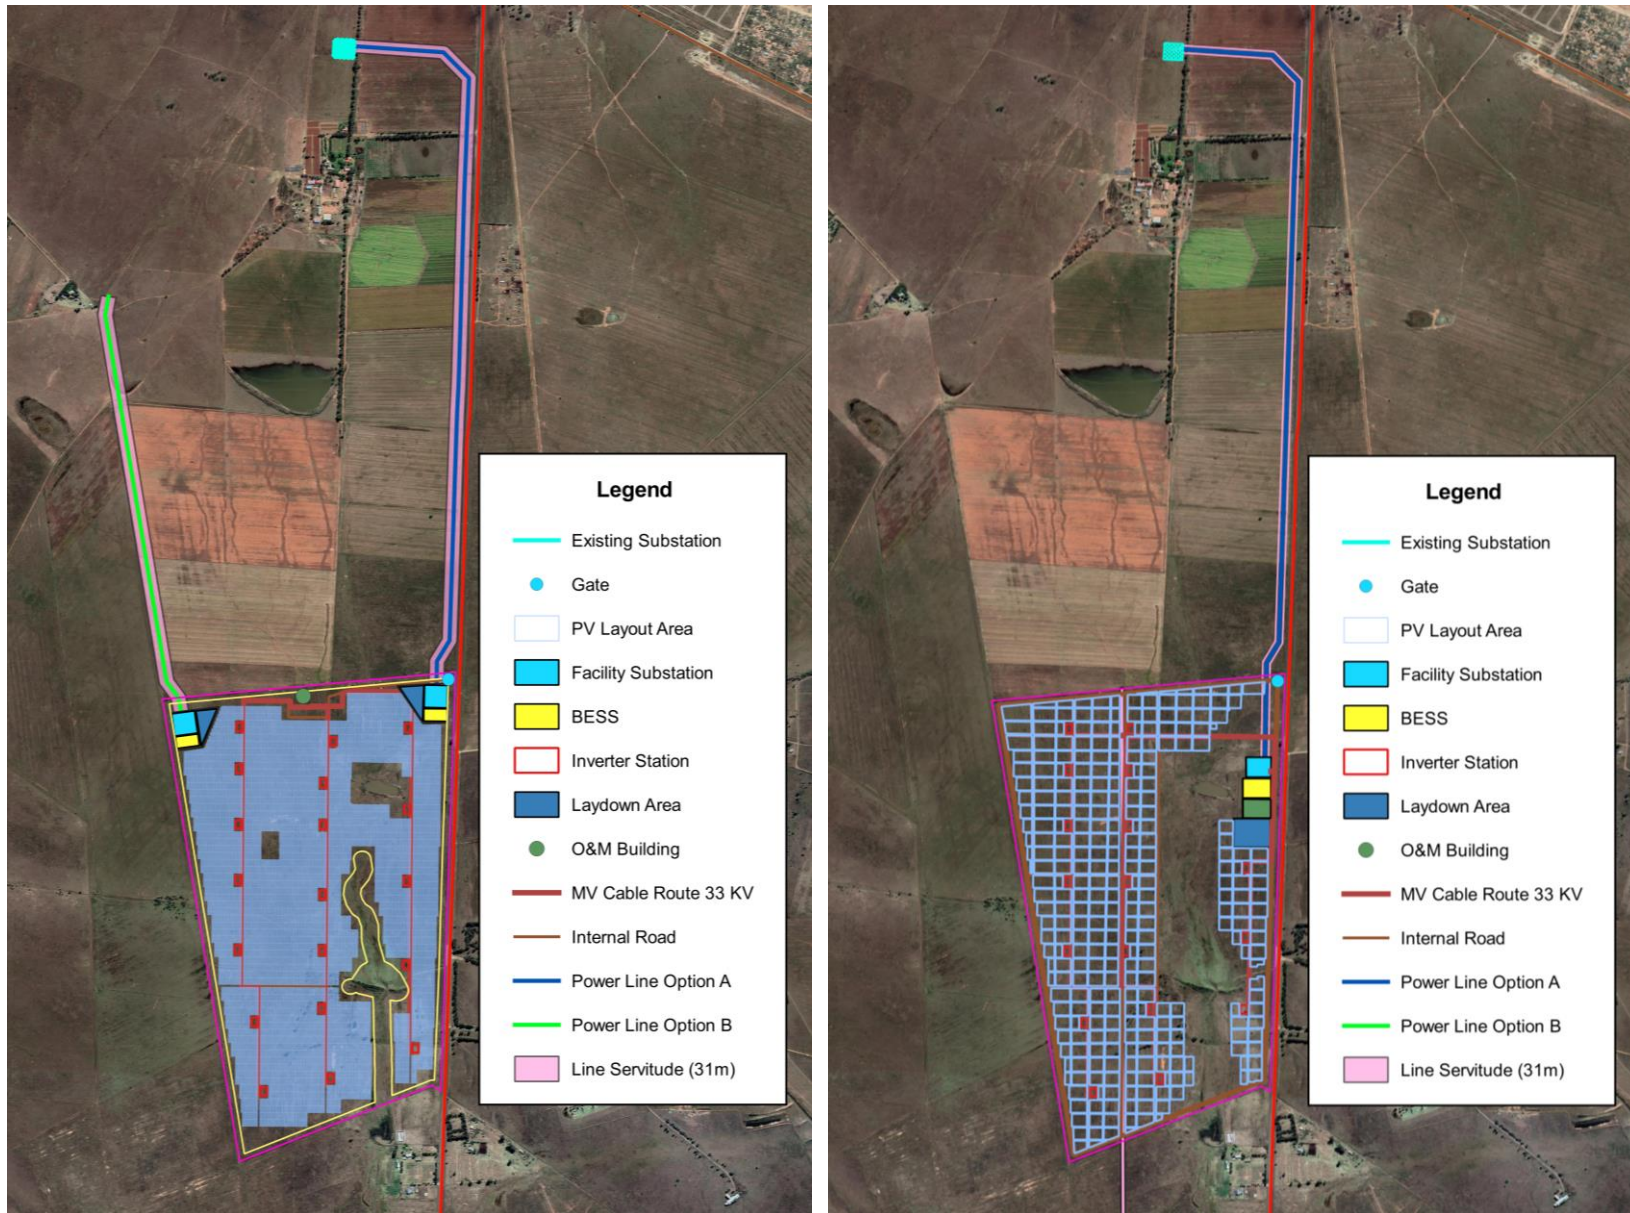 Legend
Existing Substation
Gate
PV Layout Area
Facility Substation
BESS
Inverter Station
Laydown Area
O&M Building
MV Cable Route 33 KV
Internal Road
Power Line Option A
Power Line Option B
Line Servitude (31m)
Legend
Existing Substation
Gate
PV Layout Area
Facility Substation
BESS
Inverter Station
Laydown Area
O&M Building
MV Cable Route 33 KV
Internal Road
Power Line Option A
Power Line Option B
Line Servitude (31m)